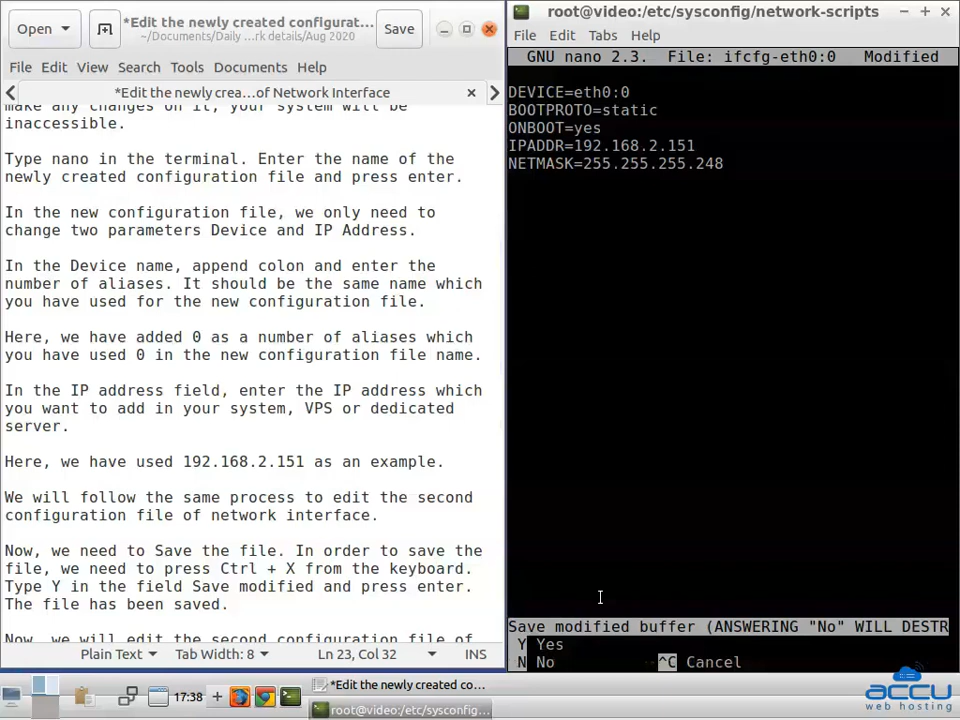 Open
*Edit the newly created configurat...
~/Documents/Daily ...rk details/Aug 2020
Save
File Edit View Search Tools Documents Help
*Edit the newly crea...of Network Interface
make any changes on it, your system will be
inaccessible.
Type nano in the terminal. Enter the name of the
newly created configuration file and press enter.
In the new configuration file, we only need to
change two parameters Device and IP Address.
In the Device name, append colon and enter the
number of aliases. It should be the same name which
you have used for the new configuration file.
Here, we have added 0 as a number of aliases which
you have used 0 in the new configuration file name.
In the IP address field, enter the IP address which
you want to add in your system, VPS or dedicated
server.
Here, we have used 192.168.2.151 as an example.
We will follow the same process to edit the second
configuration file of network interface.
Now, we need to Save the file. In order to save the
file, we need to press Ctrl + X from the keyboard.
Type Y in the field Save modified and press enter.
The file has been saved.
Now, we will edit the second configuration file of
Plain Text Tab Width: 8 Ln 23, Col 32 INS
root@video:/etc/sysconfig/network-scripts
File Edit Tabs Help
GNU nano 2.3. File: ifcfg-eth0:0 Modified
DEVICE=eth0:0
BOOTPROTO=static
ONBOOT=yes
IPADDR=192.168.2.151
NETMASK=255.255.255.248
Save modified buffer (ANSWERING "No" WILL DESTR
Y Yes
N No ^C Cancel
17:38
*Edit the newly created co...
root@video:/etc/sysconfig...
accu
web hosting